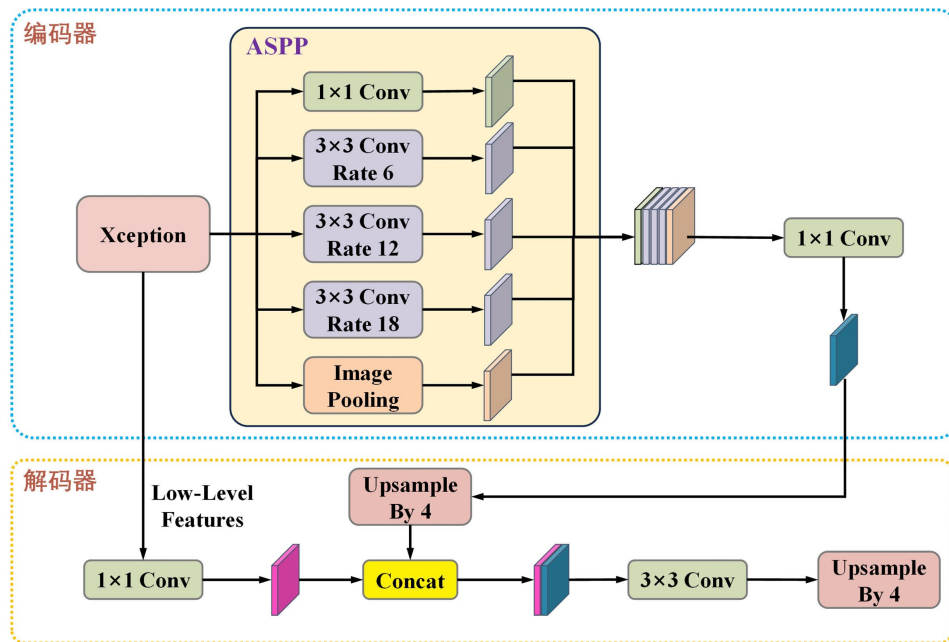 编码器
ASPP
1×1 Conv
3×3 Conv
Rate 6
Xception
3×3 Conv
Rate 12
1×1 Conv
3×3 Conv
Rate 18
Image
Pooling
解码器
Low-Level
Features
Upsample
By 4
1×1 Conv
Concat
3×3 Conv
Upsample
By 4